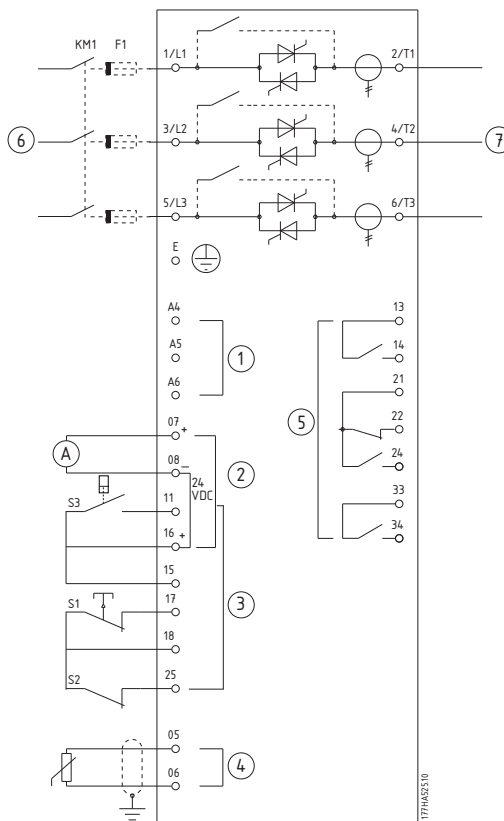 KM1 F1 1/L1 2/T1
6 3/L2 4/T2 7
5/L3 6/T3
E
A4 13
A5 1 14
A6 21
07 + 5 22
A 08 - 2 24
24 VDC
S3 11 33
16 + 34
15
S1 17 3
18
S2 25
05
4
06
177HA525.10